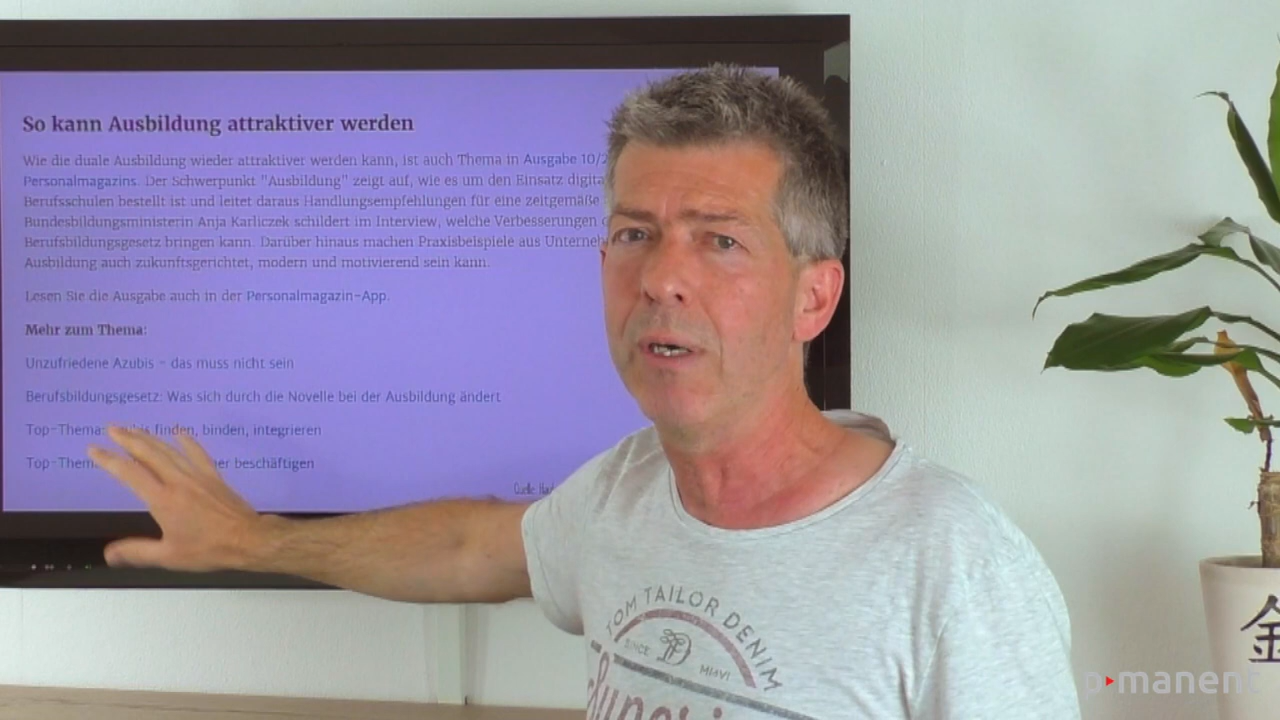 So kann Ausbildung attraktiver werden
Wie die duale Ausbildung wieder attraktiver werden kann, ist auch Thema in Ausgabe 10/2
Personalmagazins. Der Schwerpunkt "Ausbildung" zeigt auf, wie es um den Einsatz digita
Berufsschulen bestellt ist und leitet daraus Handlungsempfehlungen für eine zeitgemäße
Bundesbildungsministerin Anja Karliczek schildert im Interview, welche Verbesserungen
Berufsbildungsgesetz bringen kann. Darüber hinaus machen Praxisbeispiele aus Unterneh
Ausbildung auch zukunftsgerichtet, modern und motivierend sein kann.
Lesen Sie die Ausgabe auch in der Personalmagazin-App.
Mehr zum Thema:
Unzufriedene Azubis - das muss nicht sein
Berufsbildungsgesetz: Was sich durch die Novelle bei der Ausbildung ändert
Top-Thema: Azubis finden, binden, integrieren
Top-Thema beschäftigen
Quelle:
TOM TAILOR DENIM
SINCE MDMVI
金
p manent